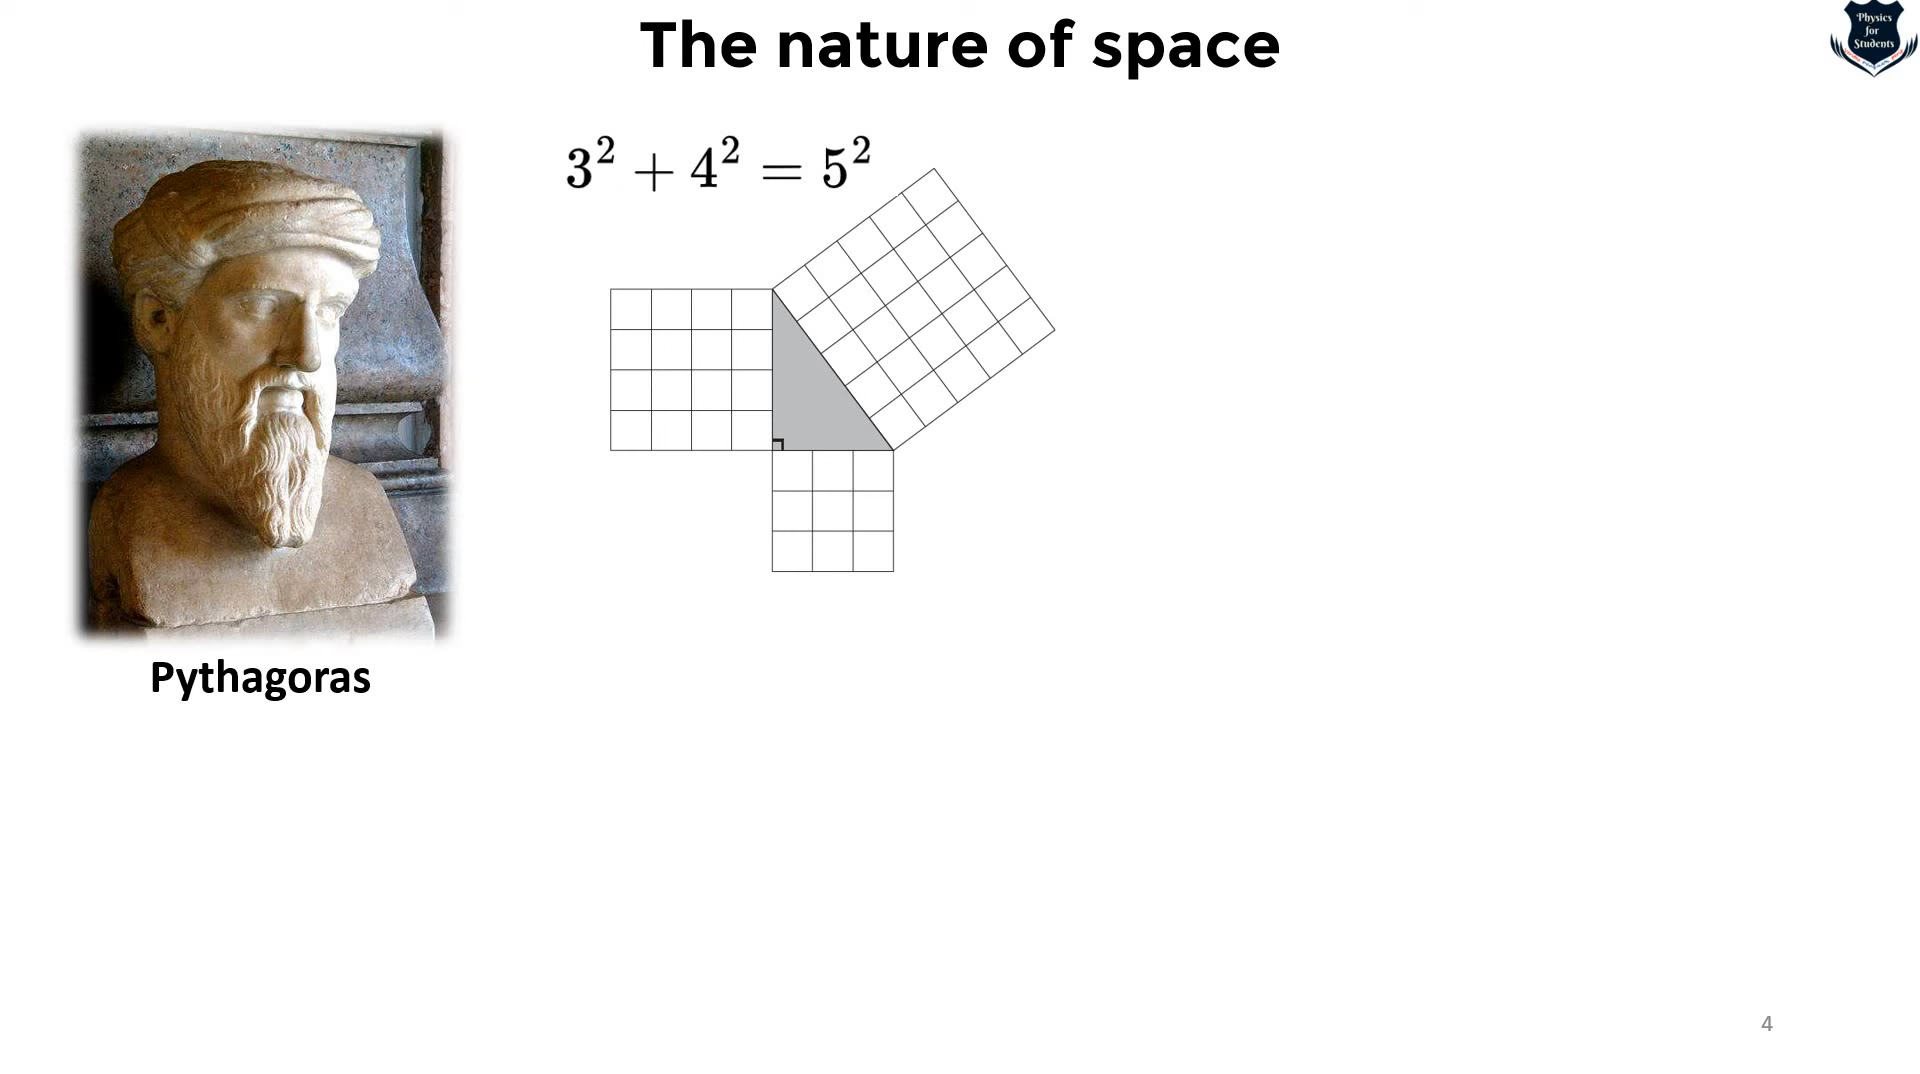 The nature of space
Physics
for
Students
3² + 4² = 5²
Pythagoras
4